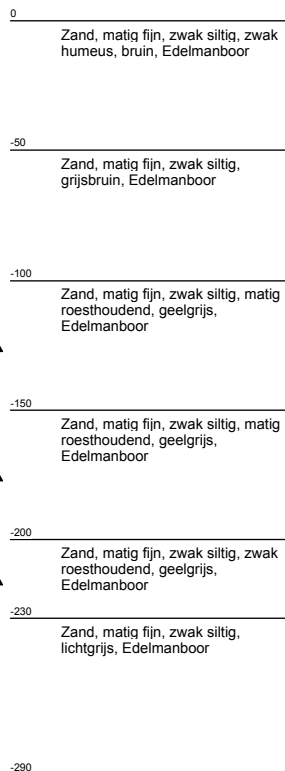 0
Zand, matig fijn, zwak siltig, zwak
humeus, bruin, Edelmanboor
-50
Zand, matig fijn, zwak siltig,
grijsbruin, Edelmanboor
-100
Zand, matig fijn, zwak siltig, matig
roesthoudend, geelgrijs,
Edelmanboor
-150
Zand, matig fijn, zwak siltig, matig
roesthoudend, geelgrijs,
Edelmanboor
-200
Zand, matig fijn, zwak siltig, zwak
roesthoudend, geelgrijs,
Edelmanboor
-230
Zand, matig fijn, zwak siltig,
lichtgrijs, Edelmanboor
-290